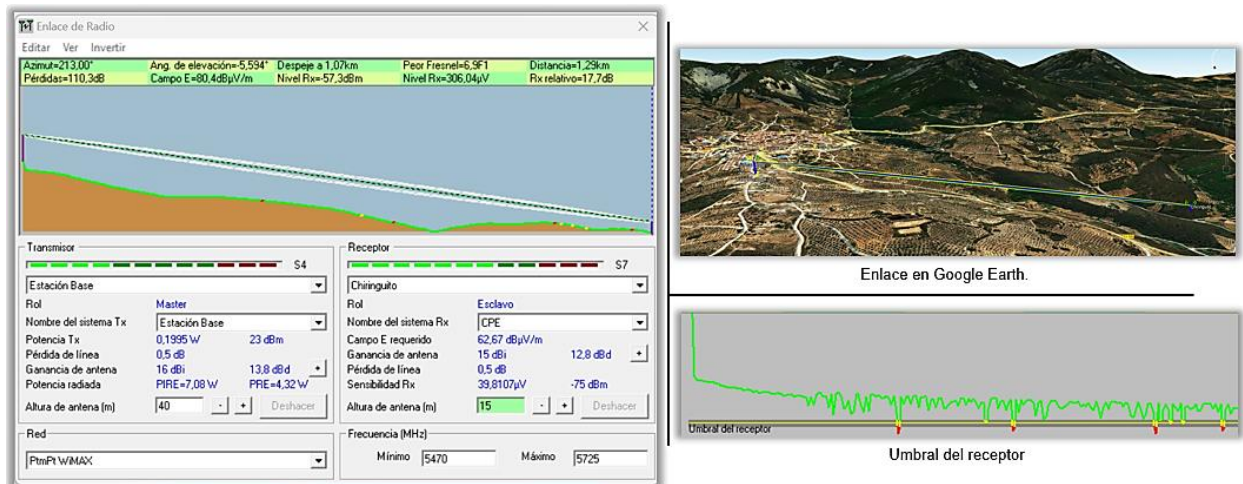 Enlace de Radio
Editar Ver Invertir
Azimut=213,00° Ang. de elevación=-5,594° Despeje a 1,07km Peor Fresnel=6,9F1 Distancia=1,29km
Pérdidas=110,3dB Campo E=80,4dBµV/m Nivel Rx=-57,3dBm Nivel Rx=306,04µV Rx relativo=17,7dB
Transmisor
S4
Estación Base
Rol Master
Nombre del sistema Tx Estación Base
Potencia Tx 0,1995 W 23 dBm
Pérdida de línea 0,5 dB
Ganancia de antena 16 dBi 13,8 dBd +
Potencia radiada PIRE=7,08 W PRE=4,32 W
Altura de antena (m) 40 - + Deshacer
Red
PtmPt WiMAX
Receptor
S7
Chiringuito
Rol Esclavo
Nombre del sistema Rx CPE
Campo E requerido 62,67 dBµV/m
Ganancia de antena 15 dBi 12,8 dBd +
Pérdida de línea 0,5 dB
Sensibilidad Rx 39,8107µV -75 dBm
Altura de antena (m) 15 - + Deshacer
Frecuencia (MHz)
Mínimo 5470 Máximo 5725
Enlace en Google Earth.
Umbral del receptor
Umbral del receptor